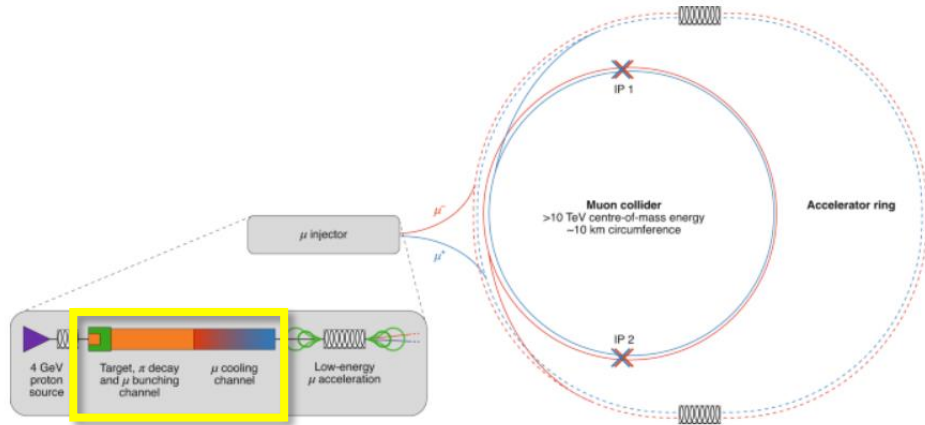 IP 1
Muon collider
>10 TeV centre-of-mass energy
~10 km circumference
Accelerator ring
μ⁻
μ injector
μ⁺
IP 2
4 GeV
proton
source
Target, π decay
and μ bunching
channel
μ cooling
channel
Low-energy
μ acceleration